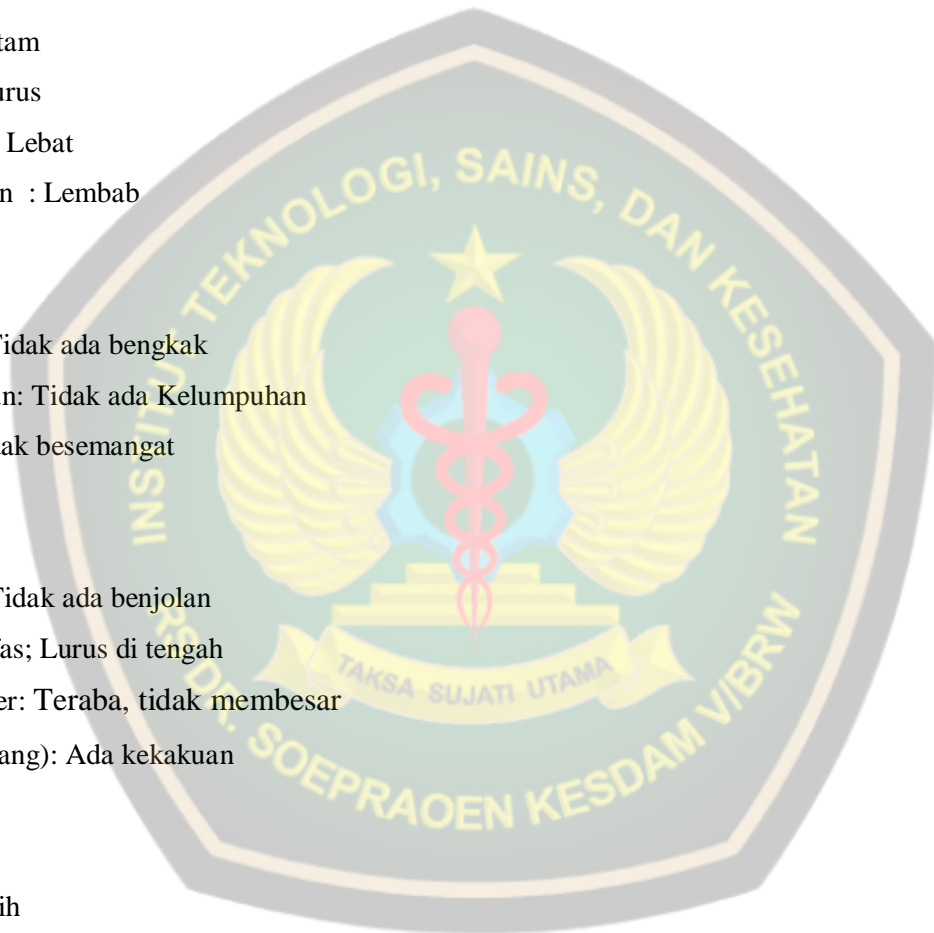 tam
urus
Lebat
n : Lembab
Tidak ada bengkak
un: Tidak ada Kelumpuhan
dak besemangat
Tidak ada benjolan
fas; Lurus di tengah
er: Teraba, tidak membesar
ang): Ada kekakuan
ih
INSTITUT TEKNOLOGI, SAINS, DAN KESEHATAN
TAKSA SUJATI UTAMA
RS DR. SOEPRAOEN KESDAM V/BRW